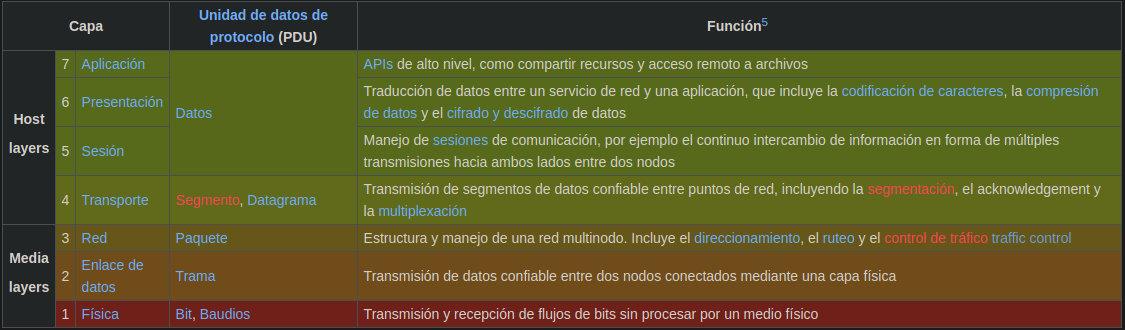 Capa
Unidad de datos de
protocolo (PDU)
Función5
Host
layers
7 Aplicación
Datos
APIs de alto nivel, como compartir recursos y acceso remoto a archivos
6 Presentación
Traducción de datos entre un servicio de red y una aplicación, que incluye la codificación de caracteres, la compresión
de datos y el cifrado y descifrado de datos
5 Sesión
Manejo de sesiones de comunicación, por ejemplo el continuo intercambio de información en forma de múltiples
transmisiones hacia ambos lados entre dos nodos
4 Transporte
Segmento, Datagrama
Transmisión de segmentos de datos confiable entre puntos de red, incluyendo la segmentación, el acknowledgement y
la multiplexación
Media
layers
3 Red
Paquete
Estructura y manejo de una red multinodo. Incluye el direccionamiento, el ruteo y el control de tráfico traffic control
2 Enlace de
datos
Trama
Transmisión de datos confiable entre dos nodos conectados mediante una capa física
1 Física
Bit, Baudios
Transmisión y recepción de flujos de bits sin procesar por un medio físico